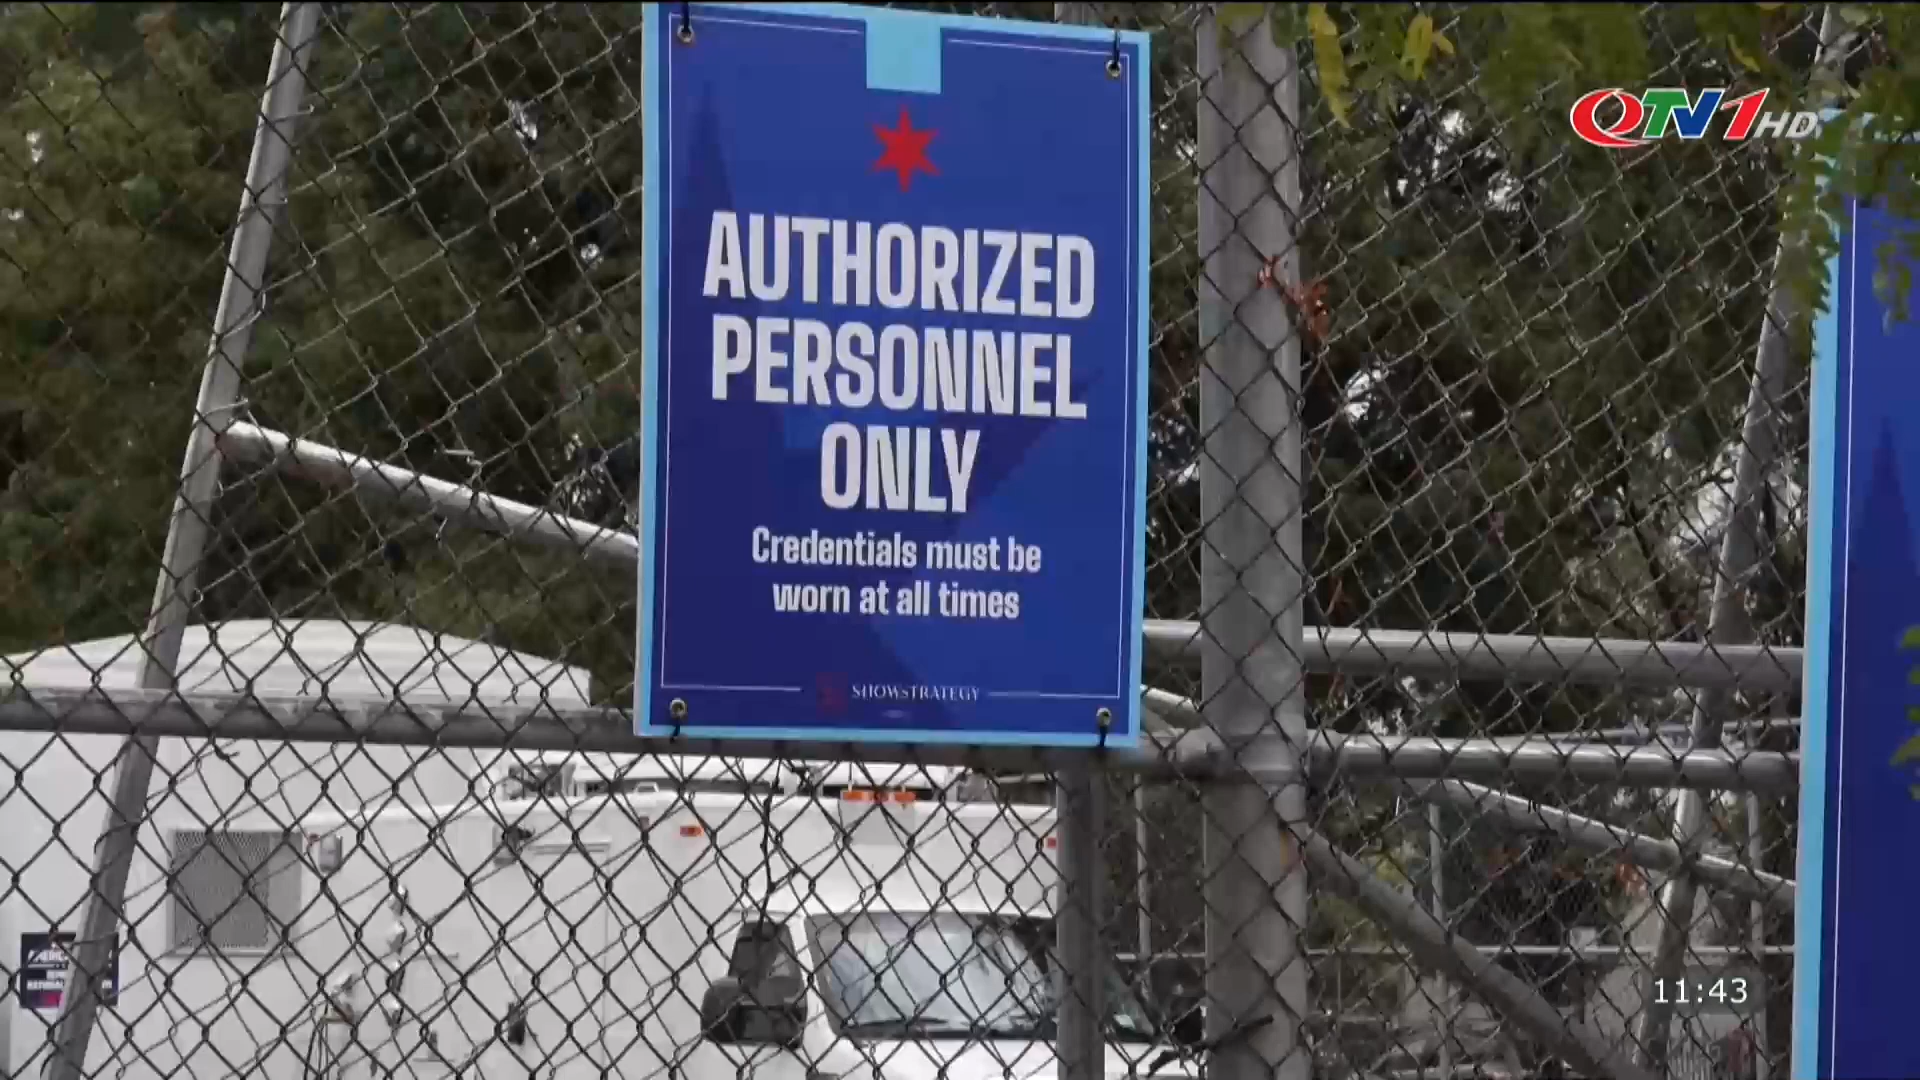 QTV1HD
AUTHORIZED
PERSONNEL
ONLY
Credentials must be
worn at all times
SHOWSTRATEGY
11:43